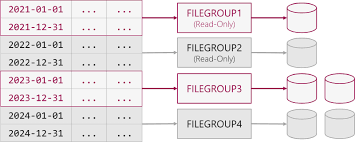 2021-01-01 ... ...
2021-12-31 ... ...
2022-01-01 ... ...
2022-12-31 ... ...
2023-01-01 ... ...
2023-12-31 ... ...
2024-01-01 ... ...
2024-12-31 ... ...
FILEGROUP1
(Read-Only)
FILEGROUP2
(Read-Only)
FILEGROUP3
FILEGROUP4